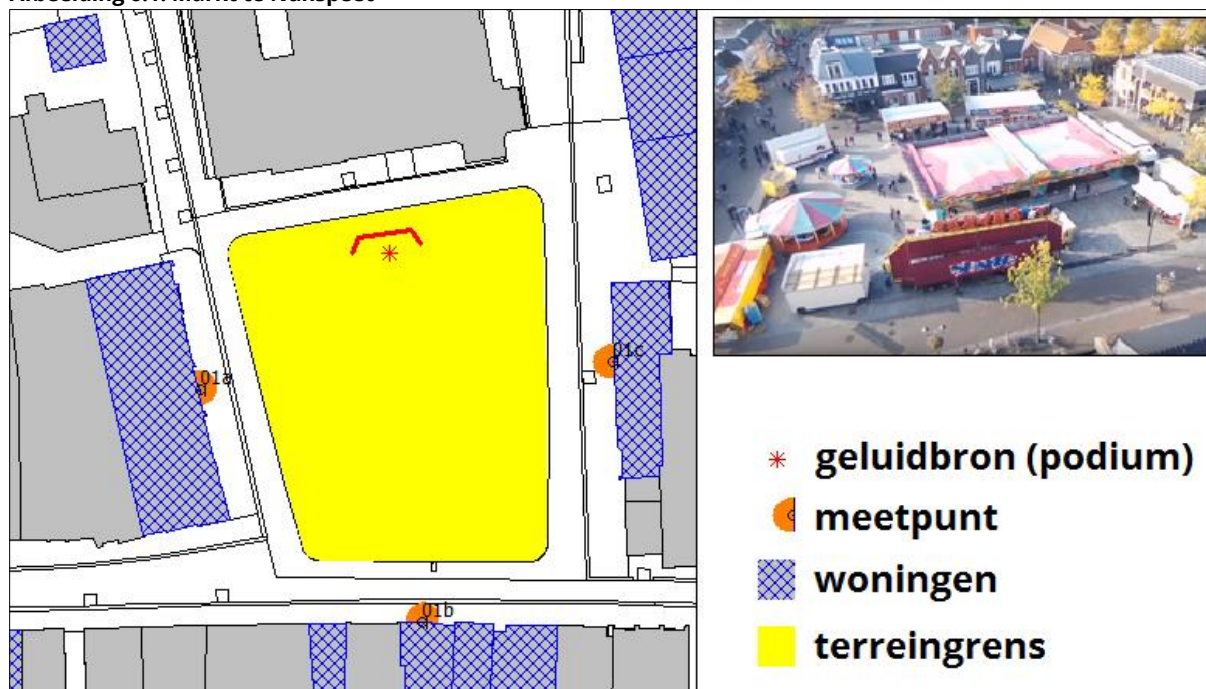 01a
01c
01b
geluidbron (podium)
meetpunt
woningen
terreingrens